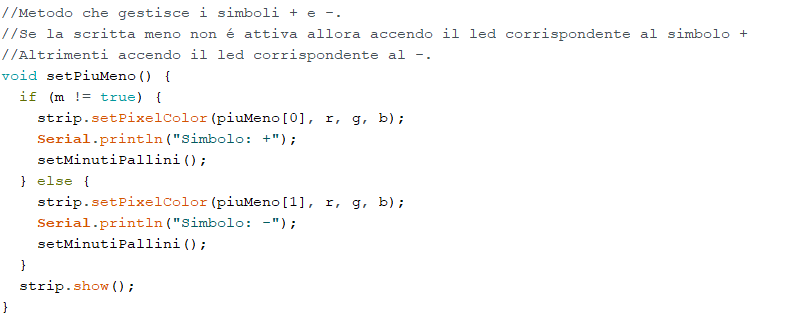 //Metodo che gestisce i simboli + e -.
//Se la scritta meno non é attiva allora accendo il led corrispondente al simbolo +
//Altrimenti accendo il led corrispondente al -.
void setPiuMeno() {
  if (m != true) {
    strip.setPixelColor(piuMeno[0], r, g, b);
    Serial.println("Simbolo: +");
    setMinutiPallini();
  } else {
    strip.setPixelColor(piuMeno[1], r, g, b);
    Serial.println("Simbolo: -");
    setMinutiPallini();
  }
  strip.show();
}